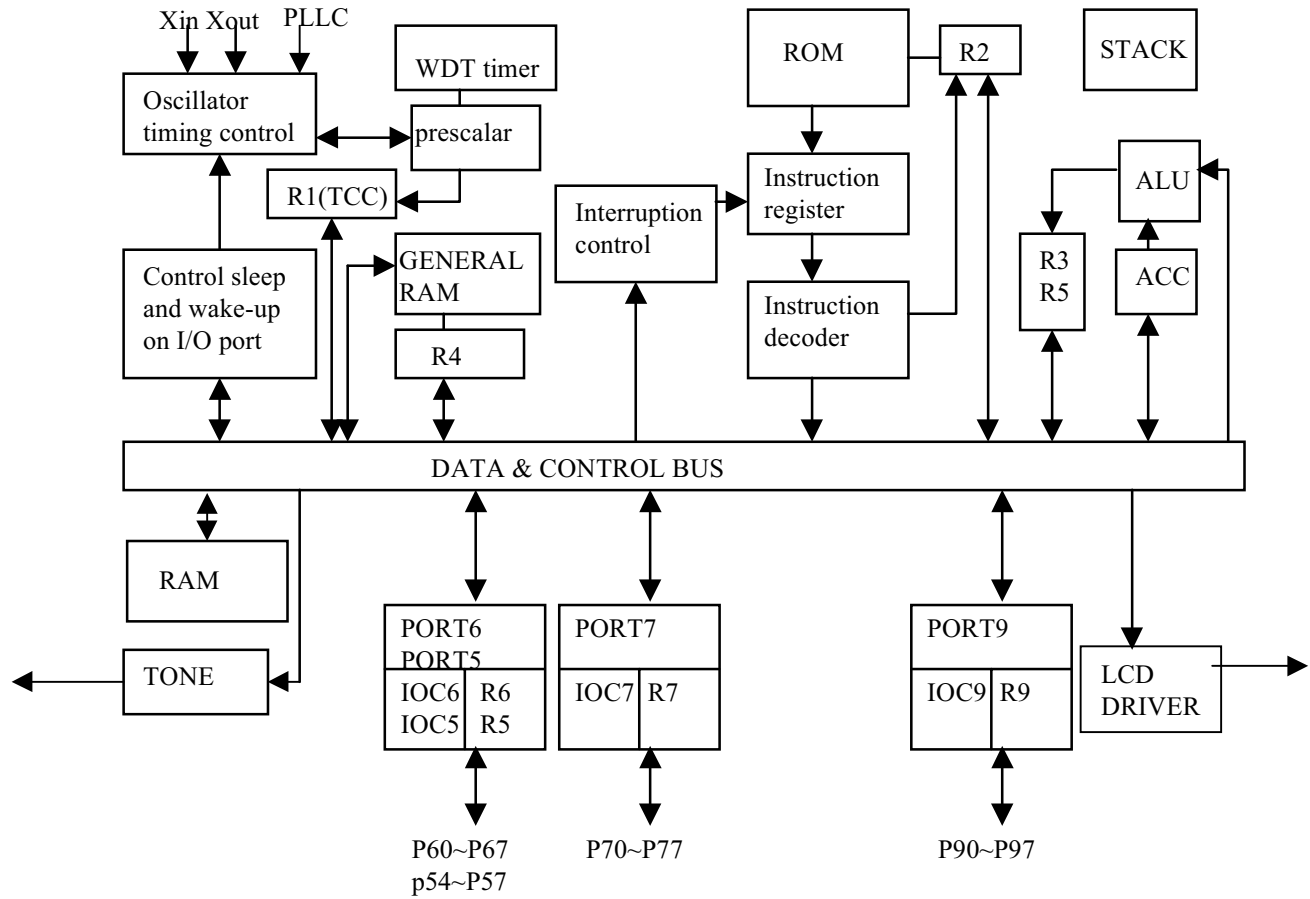 Xin Xout
PLLC
WDT timer
ROM
R2
STACK
Oscillator
timing control
prescalar
R1(TCC)
Interruption
control
Instruction
register
ALU
Control sleep
and wake-up
on I/O port
GENERAL
RAM
R4
Instruction
decoder
R3
R5
ACC
DATA & CONTROL BUS
RAM
TONE
PORT6
PORT5
IOC6
IOC5
R6
R5
PORT7
IOC7
R7
PORT9
IOC9
R9
LCD
DRIVER
P60~P67
p54~P57
P70~P77
P90~P97